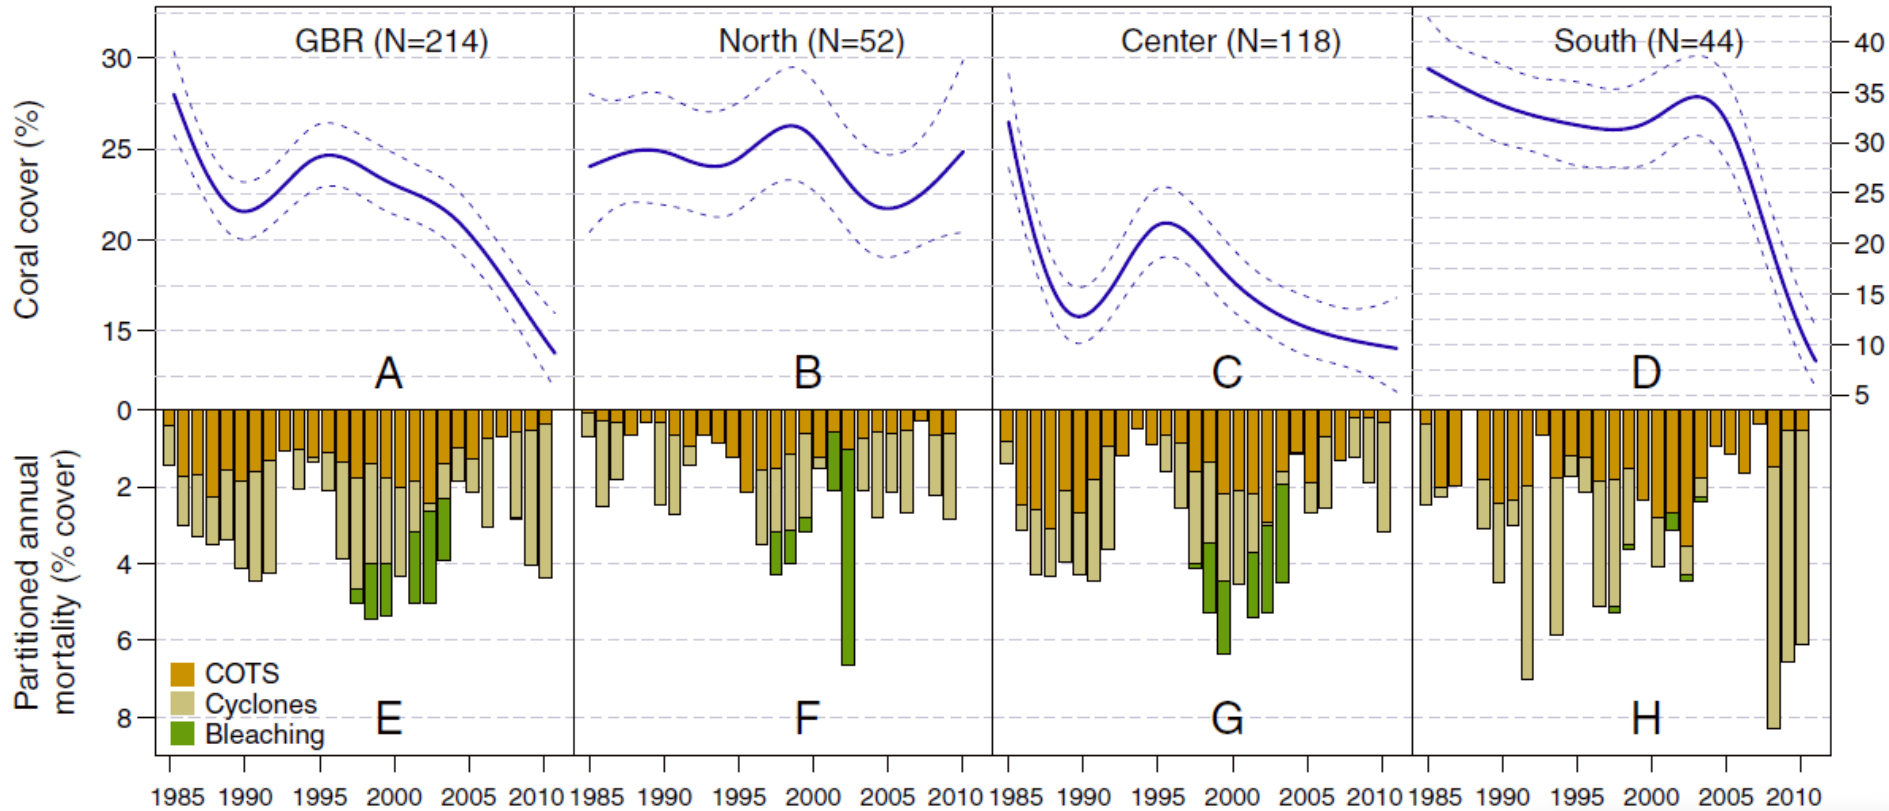 GBR (N=214)
North (N=52)
Center (N=118)
South (N=44)
Coral cover (%)
30
25
20
15
40
35
30
25
20
15
10
5
A
B
C
D
Partitioned annual
mortality (% cover)
0
2
4
6
8
COTS
Cyclones
Bleaching
E
F
G
H
1985 1990 1995 2000 2005 2010 1985 1990 1995 2000 2005 2010 1985 1990 1995 2000 2005 2010 1985 1990 1995 2000 2005 2010